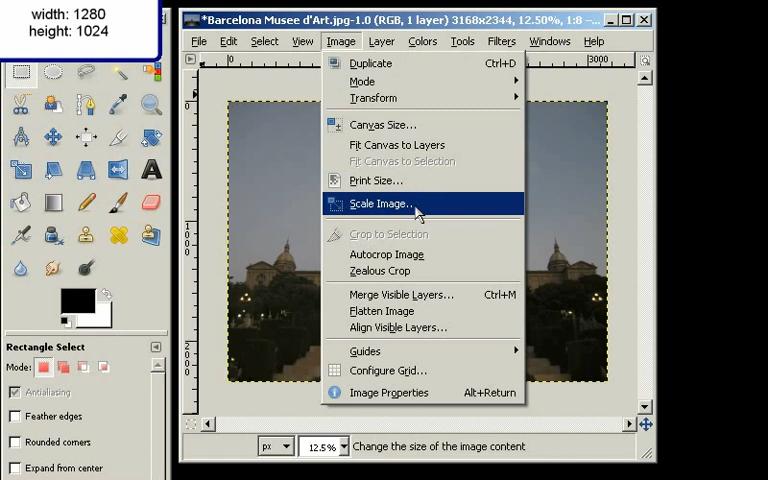 width: 1280
height: 1024
*Barcelona Musee d'Art.jpg-1.0 (RGB, 1 layer) 3168x2344, 12.50%, 1:8 –...
File Edit Select View Image Layer Colors Tools Filters Windows Help
0 3000
Duplicate Ctrl+D
Mode
Transform
Canvas Size...
Fit Canvas to Layers
Fit Canvas to Selection
Print Size...
Scale Image...
Crop to Selection
Autocrop Image
Zealous Crop
Merge Visible Layers... Ctrl+M
Flatten Image
Align Visible Layers...
Guides
Configure Grid...
Image Properties Alt+Return
0
1000
2000
Rectangle Select
Mode:
Antialiasing
Feather edges
Rounded corners
Expand from center
px 12.5% Change the size of the image content